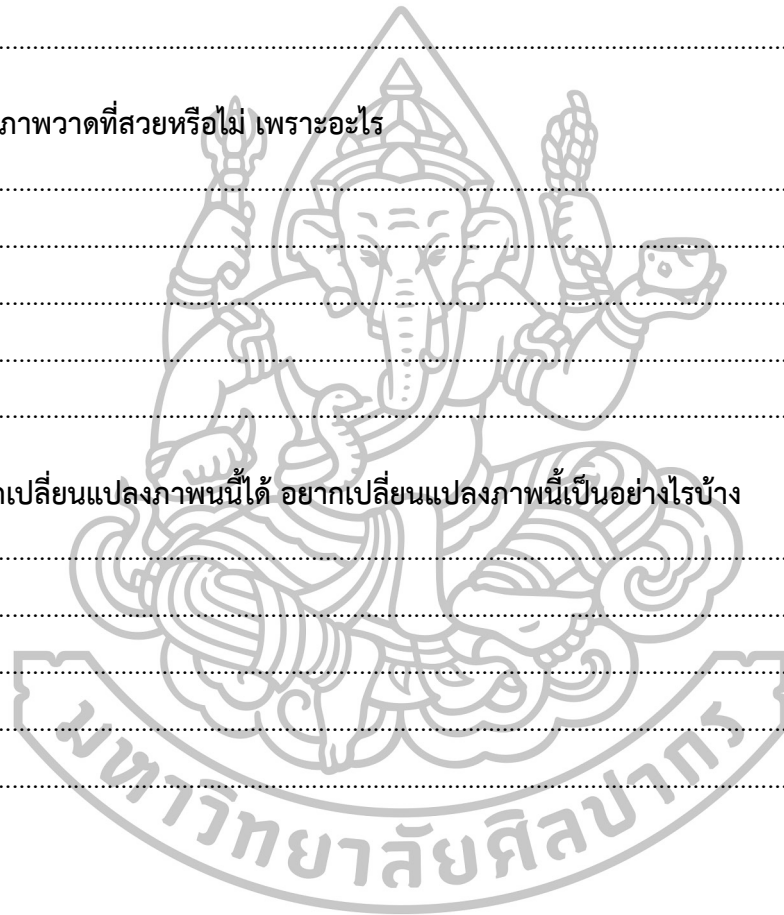 ภาพวาดที่สวยหรือไม่ เพราะอะไร
เปลี่ยนแปลงภาพนนี้ได้ อยากเปลี่ยนแปลงภาพนี้เป็นอย่างไรบ้าง
มหาวิทยาลัยศิลปากร